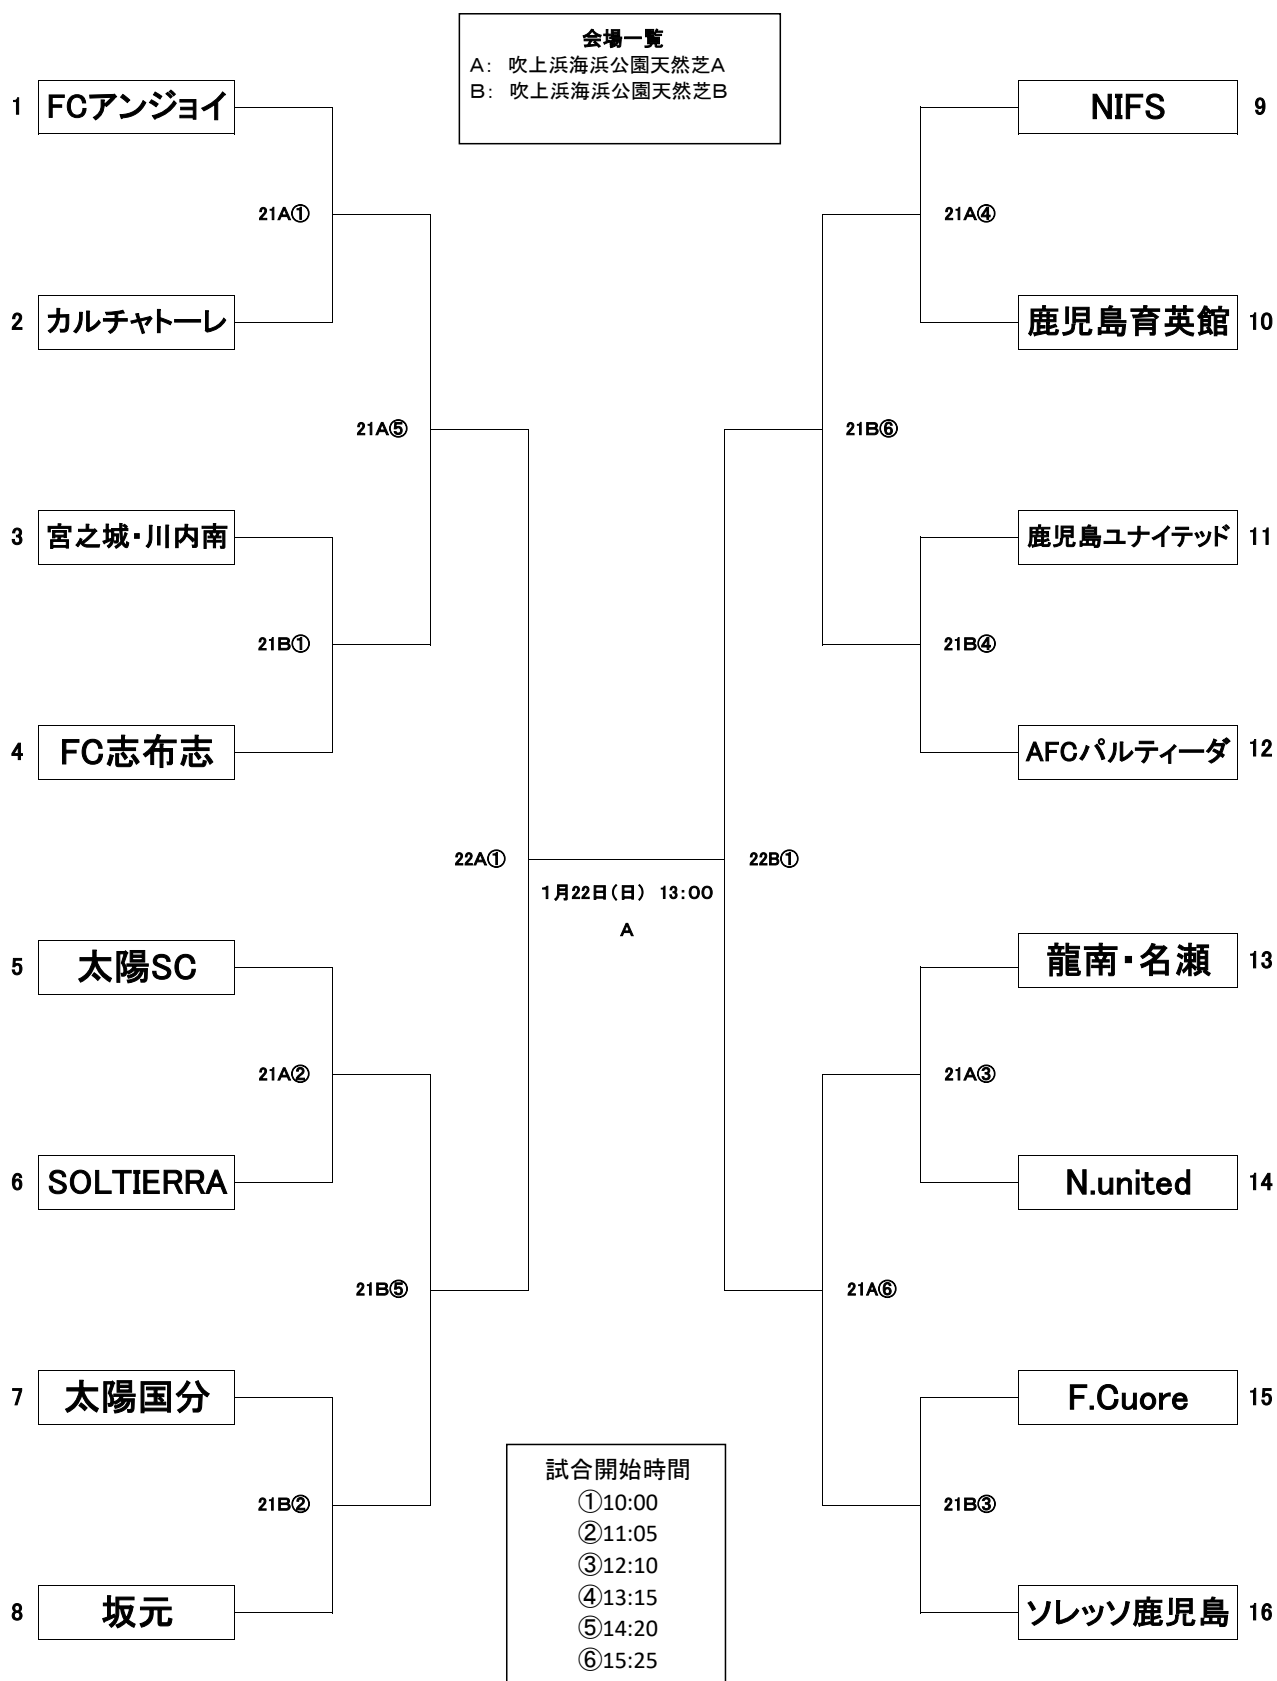 会場一覧
A: 吹上浜海浜公園天然芝A
B: 吹上浜海浜公園天然芝B
1 FCアンジョイ
21A①
2 カルチャトーレ
21A⑤
3 宮之城・川内南
21B①
4 FC志布志
22A①
5 太陽SC
21A②
6 SOLTIERRA
21B⑤
7 太陽国分
21B②
8 坂元
1月22日(日) 13:00
A
NIFS 9
21A④
鹿児島育英館 10
21B⑥
鹿児島ユナイテッド 11
21B④
AFCパルティーダ 12
22B①
龍南・名瀬 13
21A③
N.united 14
21A⑥
F.Cuore 15
21B③
ソレッソ鹿児島 16
試合開始時間
①10:00
②11:05
③12:10
④13:15
⑤14:20
⑥15:25